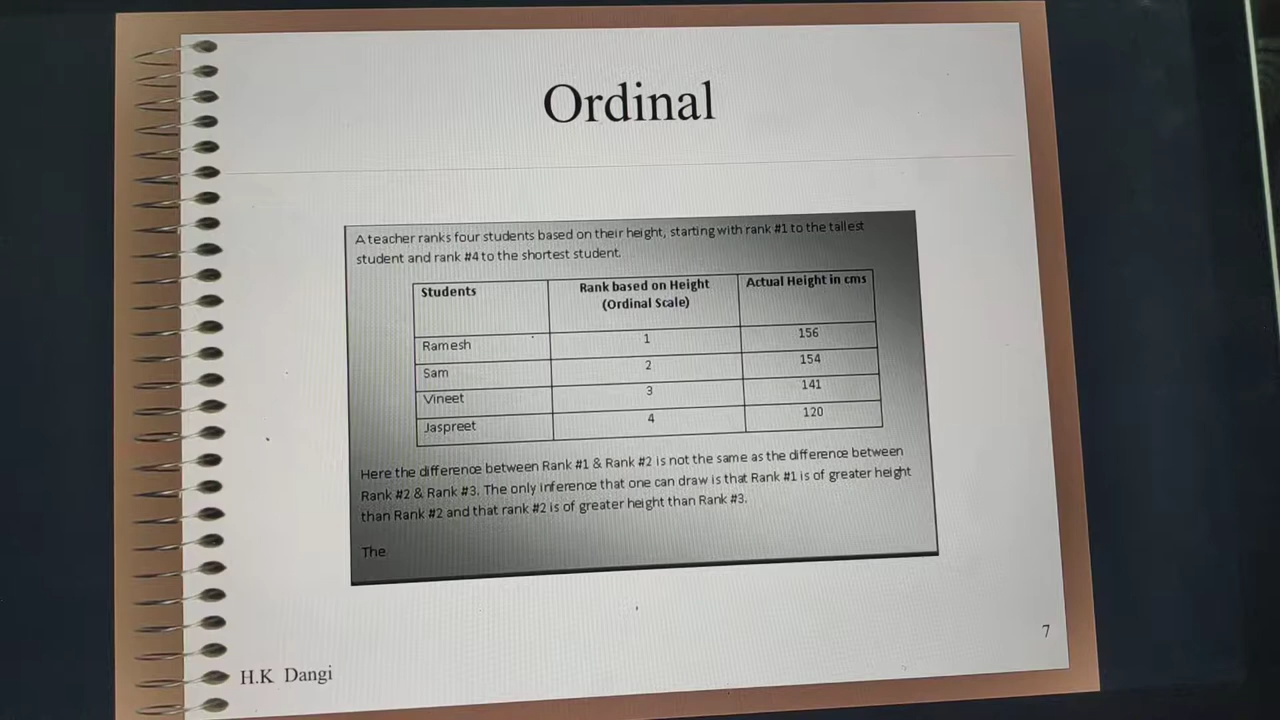 Ordinal
A teacher ranks four students based on their height, starting with rank #1 to the tallest
student and rank #4 to the shortest student.
Students Rank based on Height Actual Height in cms
(Ordinal Scale)
Ramesh 1 156
Sam 2 154
Vineet 3 141
Jaspreet 4 120
Here the difference between Rank #1 & Rank #2 is not the same as the difference between
Rank #2 & Rank #3. The only inference that one can draw is that Rank #1 is of greater height
than Rank #2 and that rank #2 is of greater height than Rank #3.
The
7
H.K Dangi